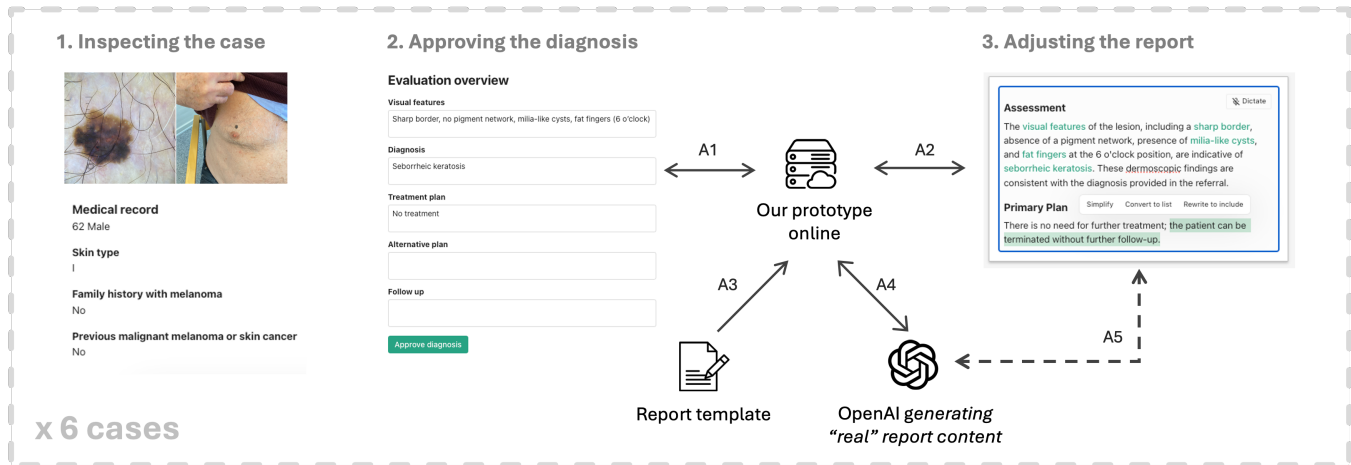 1. Inspecting the case
2. Approving the diagnosis
3. Adjusting the report
Medical record
62 Male
Skin type
I
Family history with melanoma
No
Previous malignant melanoma or skin cancer
No
x 6 cases
Evaluation overview
Visual features
Sharp border, no pigment network, milia-like cysts, fat fingers (6 o'clock)
Diagnosis
Seborrheic keratosis
Treatment plan
No treatment
Alternative plan
Follow up
Approve diagnosis
A1
A2
Our prototype
online
A3
A4
A5
Report template
OpenAI generating
“real” report content
Dictate
Assessment
The visual features of the lesion, including a sharp border,
absence of a pigment network, presence of milia-like cysts,
and fat fingers at the 6 o'clock position, are indicative of
seborrheic keratosis. These dermoscopic findings are
consistent with the diagnosis provided in the referral.
Primary Plan
Simplify Convert to list Rewrite to include
There is no need for further treatment; the patient can be
terminated without further follow-up.